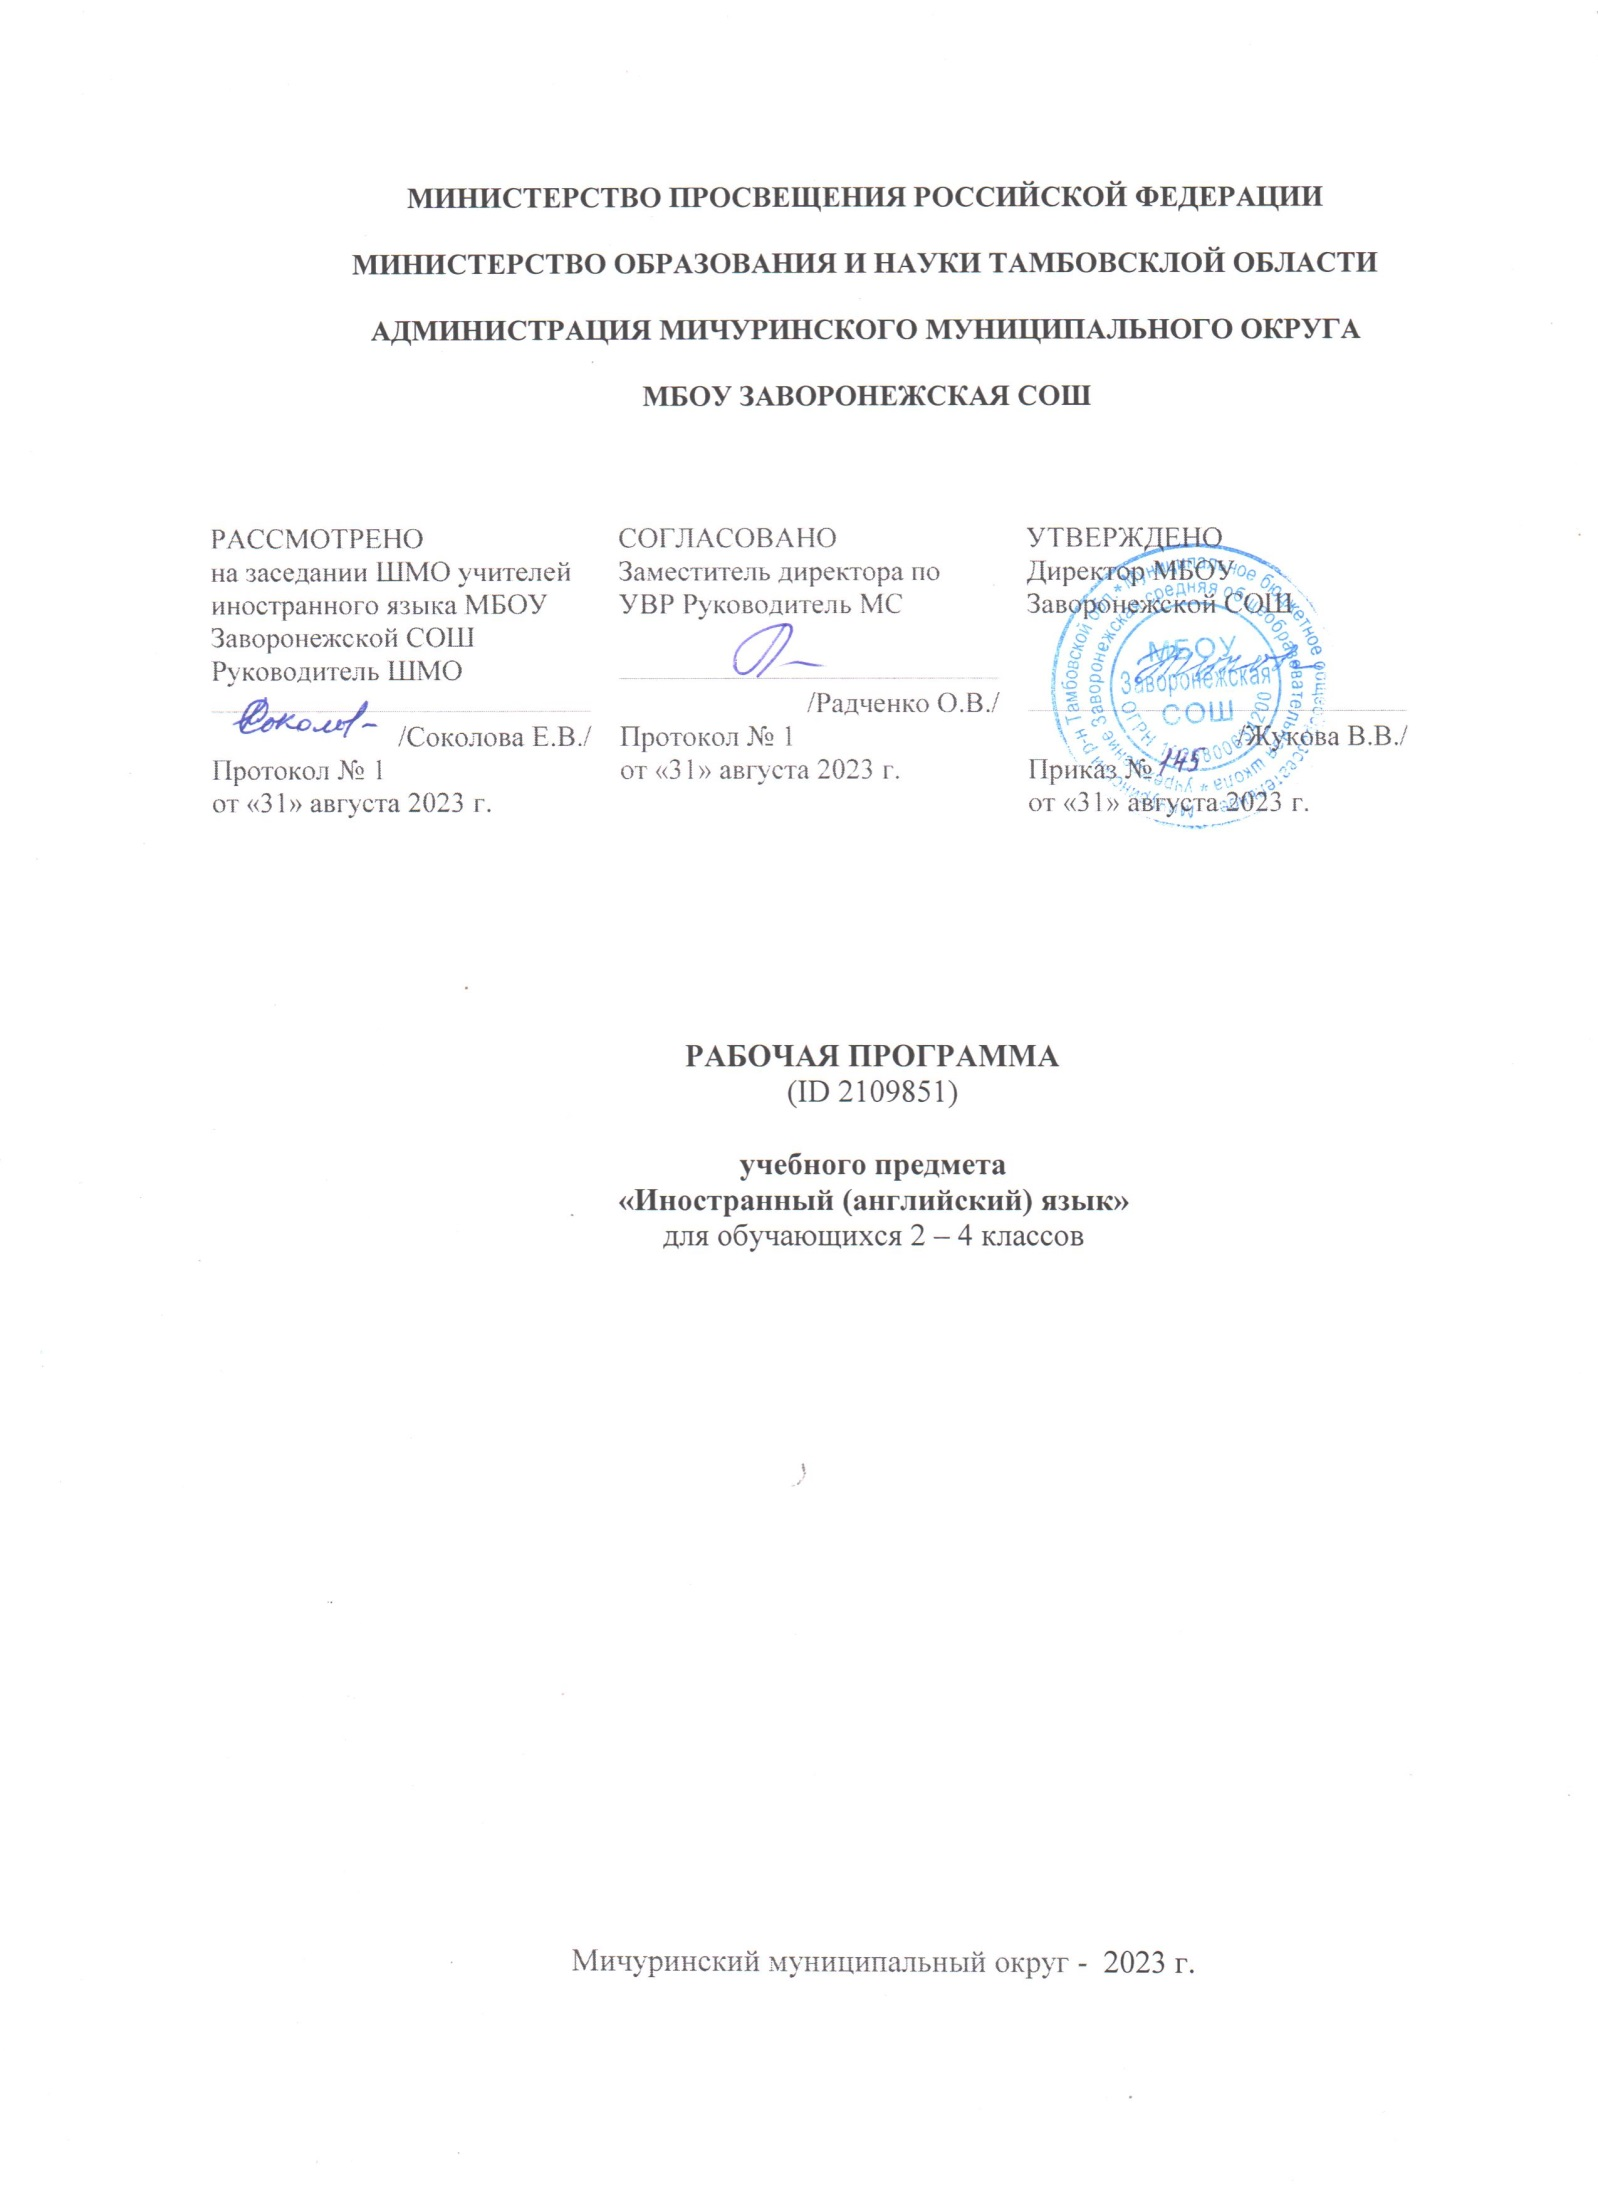 МИНИСТЕРСТВО ПРОСВЕЩЕНИЯ РОССИЙСКОЙ ФЕДЕРАЦИИ
МИНИСТЕРСТВО ОБРАЗОВАНИЯ И НАУКИ ТАМБОВСКЛОЙ ОБЛАСТИ
АДМИНИСТРАЦИЯ МИЧУРИНСКОГО МУНИЦИПАЛЬНОГО ОКРУГА
МБОУ ЗАВОРОНЕЖСКАЯ СОШ
РАССМОТРЕНО
на заседании ШМО учителей
иностранного языка МБОУ
Заворонежской СОШ
Руководитель ШМО
/Соколова Е.В./
Протокол № 1
от «31» августа 2023 г.
СОГЛАСОВАНО
Заместитель директора по
УВР Руководитель МС
/Радченко О.В./
Протокол № 1
от «31» августа 2023 г.
УТВЕРЖДЕНО
Директор МБОУ
Заворонежской СОШ
/Жукова В.В./
Приказ № 145
от «31» августа 2023 г.
МБОУ
Заворонежская
СОШ
РАБОЧАЯ ПРОГРАММА
(ID 2109851)
учебного предмета
«Иностранный (английский) язык»
для обучающихся 2 – 4 классов
Мичуринский муниципальный округ - 2023 г.